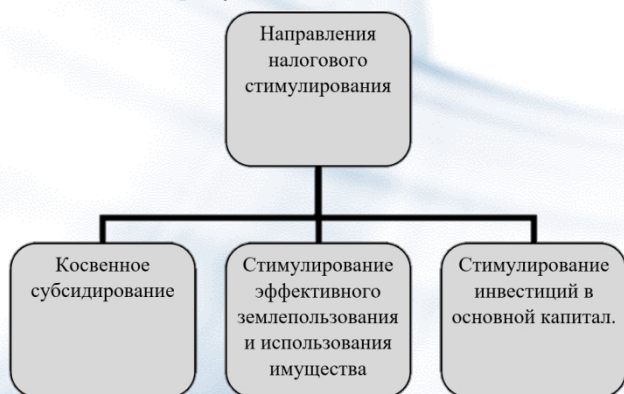 Направления
налогового
стимулирования
Косвенное
субсидирование
Стимулирование
эффективного
землепользования
и использования
имущества
Стимулирование
инвестиций в
основной капитал.